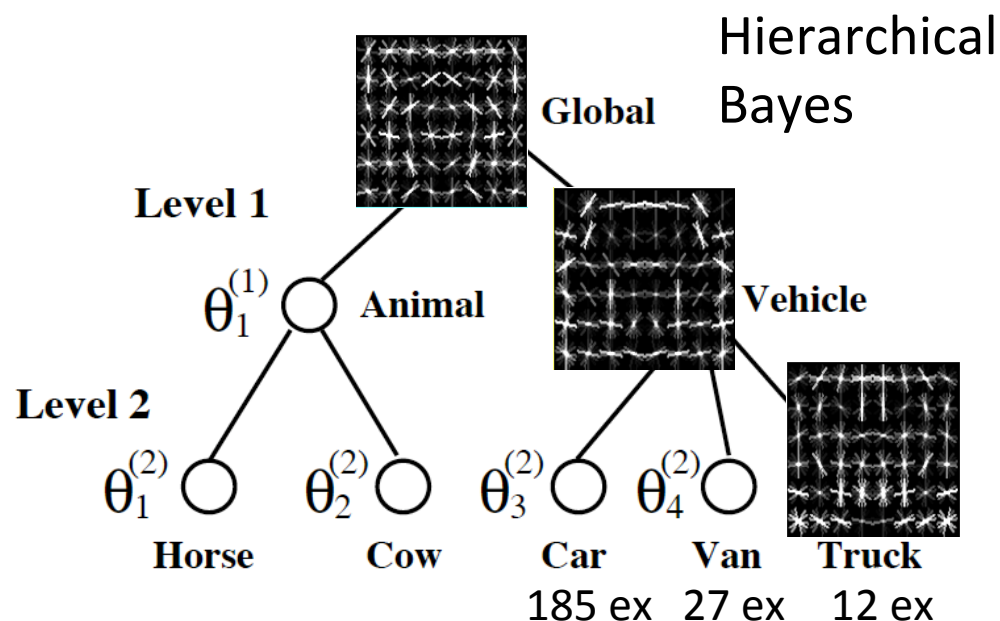 Hierarchical
Bayes
Global
Level 1
θ₁⁽¹⁾ Animal
Vehicle
Level 2
θ₁⁽²⁾ θ₂⁽²⁾ θ₃⁽²⁾ θ₄⁽²⁾
Horse Cow Car Van Truck
185 ex 27 ex 12 ex